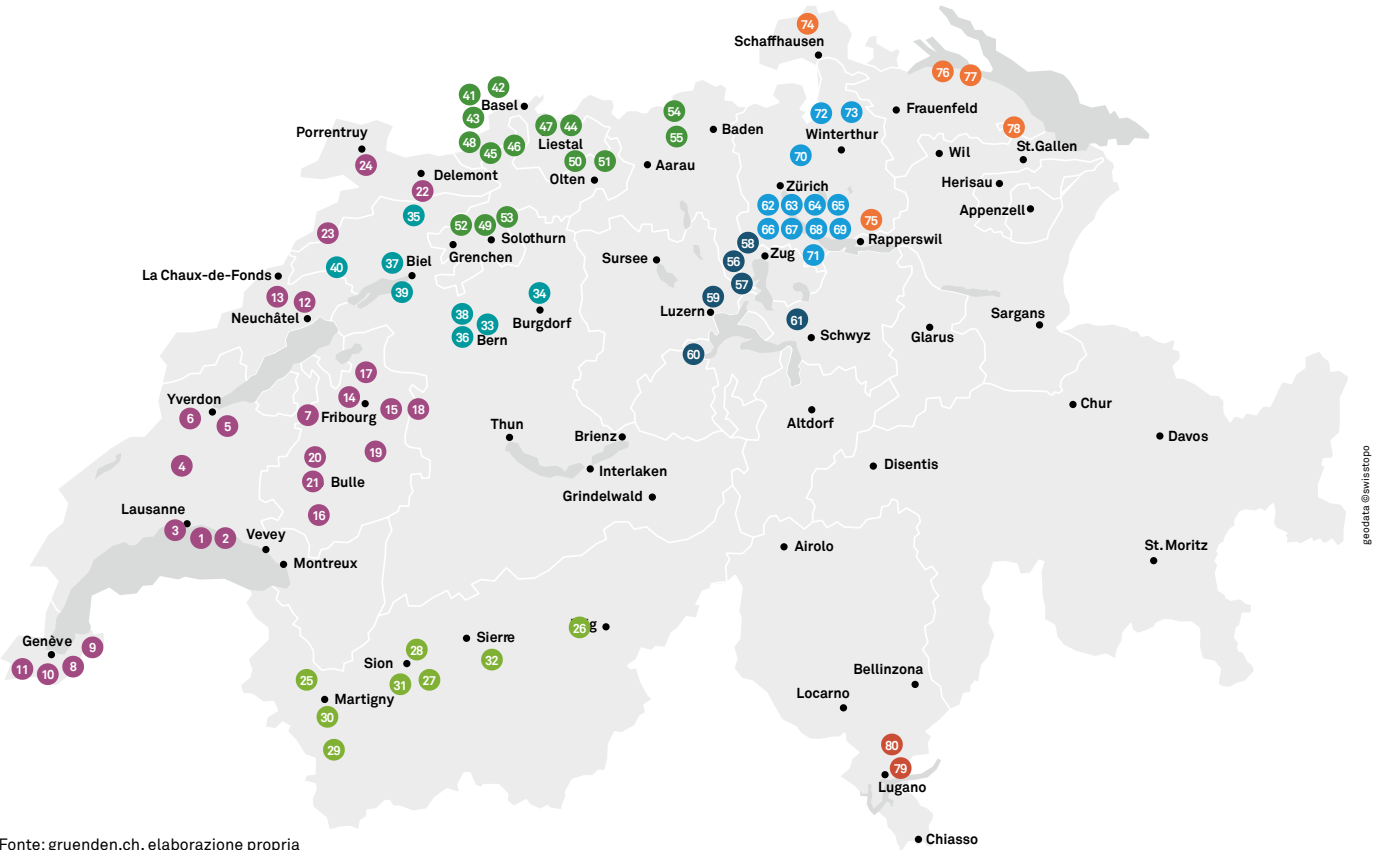 74
Schaffhausen
76 77
41 42
Basel
43
54
55
Baden
72 73
Winterthur
Frauenfeld
78
St.Gallen
47 44
Liestal
48 45 46
50 51
Olten
Aarau
70
Wil
Porrentruy
24
Delemont
22
Zürich
62 63 64 65
66 67 68 69
Herisau
Appenzell
35
52 49 53
Solothurn
Grenchen
75
Rapperswil
23
58
56
57
Zug 71
Sursee
La Chaux-de-Fonds
40
37 Biel
39
13 12
Neuchâtel
34
Burgdorf
38 33
36 Bern
59
Luzern
61
Schwyz
60
Glarus
Sargans
17
14
7 Fribourg 15 18
Yverdon
6 5
Thun
Brienz
Altdorf
Chur
Davos
4
20 19
21 Bulle
16
Interlaken
Grindelwald
Disentis
Lausanne
3 1 2
Vevey
Montreux
Airolo
St. Moritz
Genève
9
11 10 8
26 g
Sierre
32
28
Sion
31 27
25
Martigny
30
29
Bellinzona
Locarno
80
79
Lugano
Chiasso
geodata ©swisstopo
Fonte: gruenden.ch, elaborazione propria